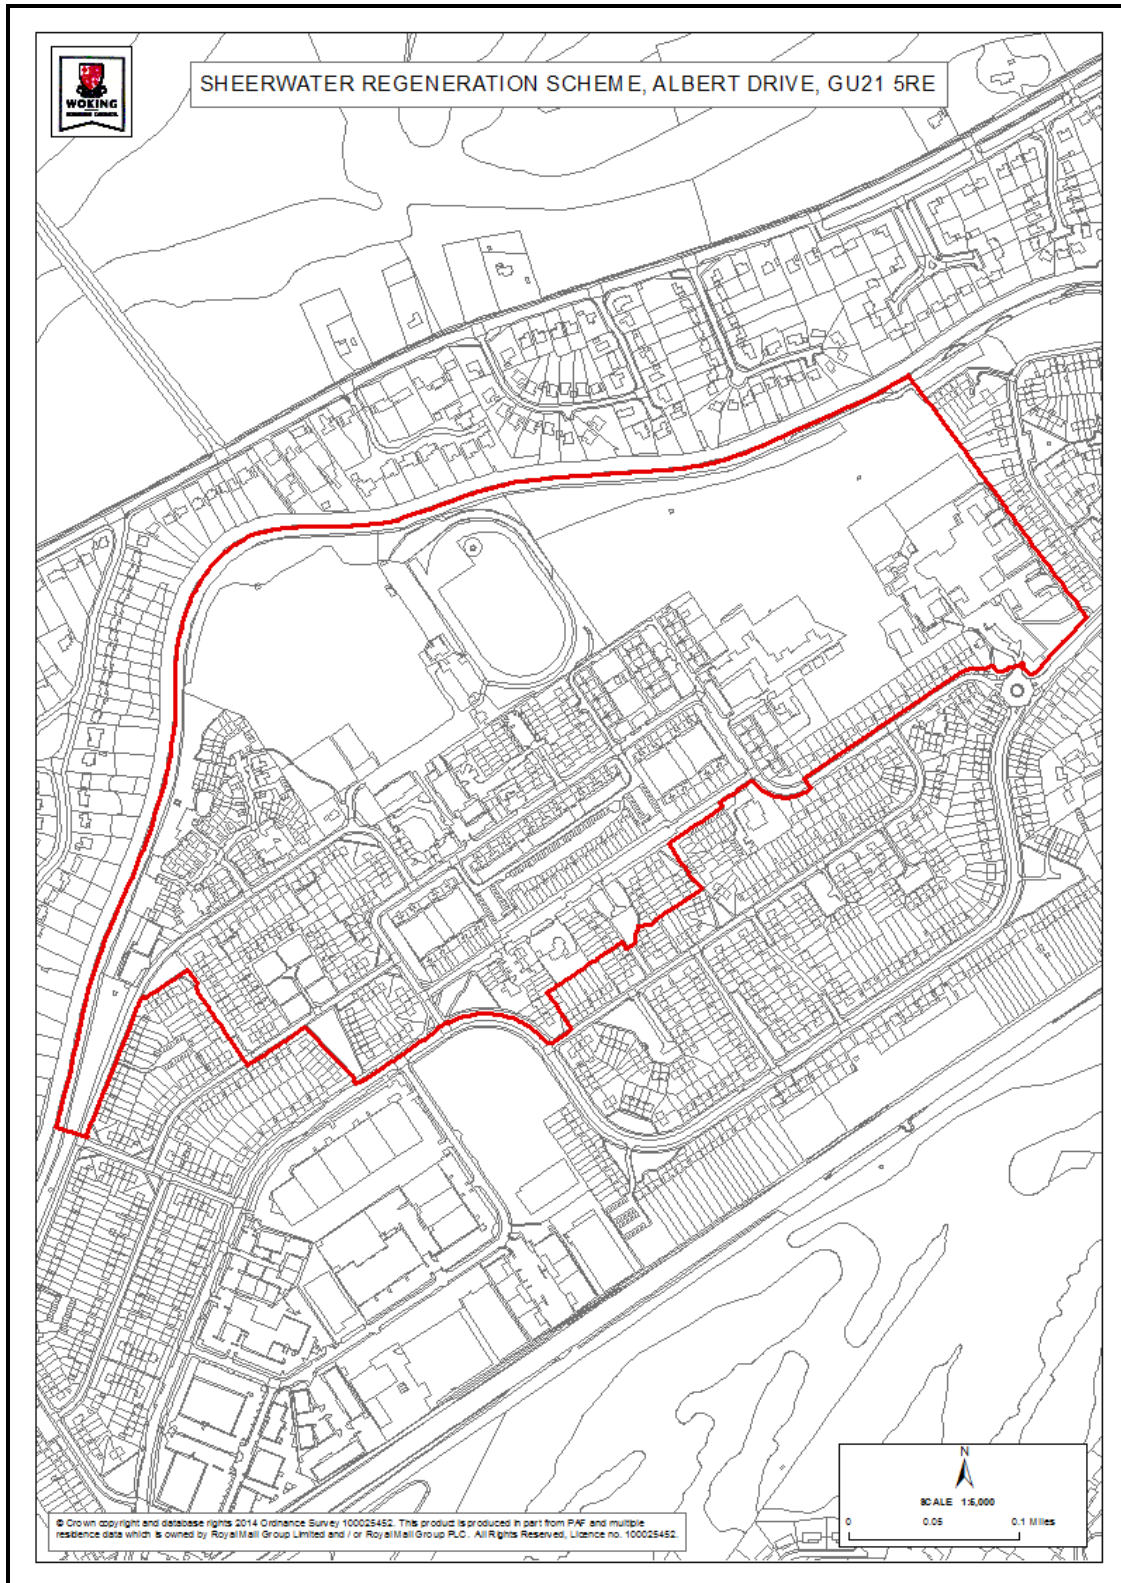 WOKING
BOROUGH COUNCIL
SHEERWATER REGENERATION SCHEME, ALBERT DRIVE, GU21 5RE
N
SCALE 1:5,000
0 0.05 0.1 Miles
© Crown copyright and database rights 2014 Ordnance Survey 100025452. This product is produced in part from PAF and multiple
residence data which is owned by Royal Mail Group Limited and / or Royal Mail Group PLC. All Rights Reserved, Licence no. 100025452.